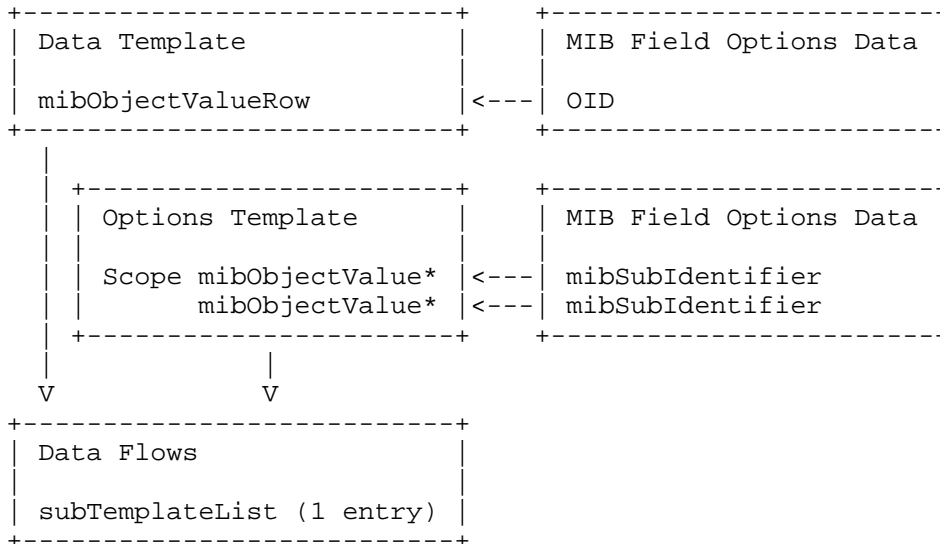 +---------------------------+    +-------------------------
| Data Template             |    | MIB Field Options Data
|                           |    |
| mibObjectValueRow         |<---| OID
+---------------------------+    +-------------------------
  |
  | +-----------------------+    +-------------------------
  | | Options Template      |    | MIB Field Options Data
  | |                       |    |
  | | Scope mibObjectValue* |<---| mibSubIdentifier
  | |       mibObjectValue* |<---| mibSubIdentifier
  | +-----------------------+    +-------------------------
  |             |
  V             V
+---------------------------+
| Data Flows                |
|                           |
| subTemplateList (1 entry) |
+---------------------------+